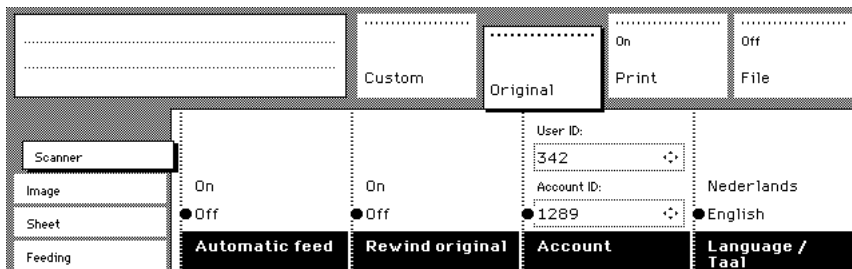 On
Off
Custom
Original
Print
File
User ID:
Scanner
342
Image
On
On
Account ID:
Nederlands
Sheet
Off
Off
1289
English
Feeding
Automatic feed
Rewind original
Account
Language /
Taal